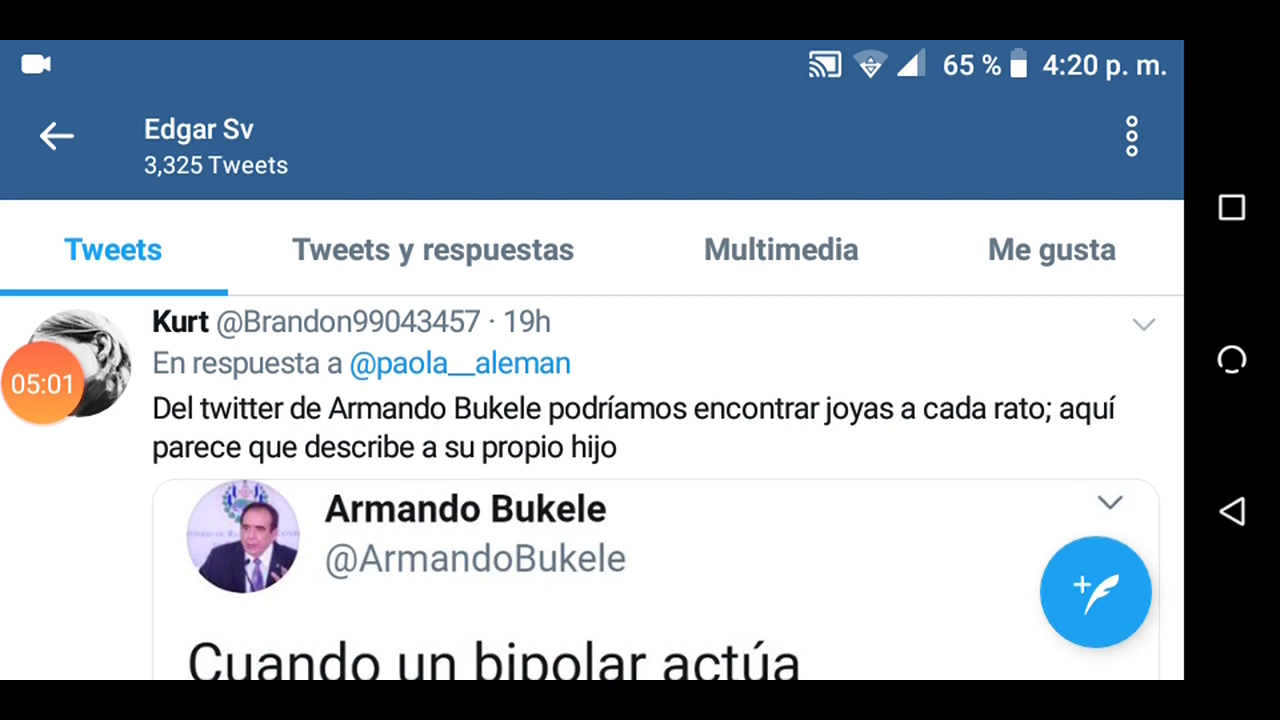 65 % 4:20 p. m.
Edgar Sv
3,325 Tweets
Tweets Tweets y respuestas Multimedia Me gusta
Kurt @Brandon99043457 · 19h
En respuesta a @paola__aleman
05:01
Del twitter de Armando Bukele podríamos encontrar joyas a cada rato; aquí
parece que describe a su propio hijo
Armando Bukele
@ArmandoBukele
Cuando un bipolar actúa